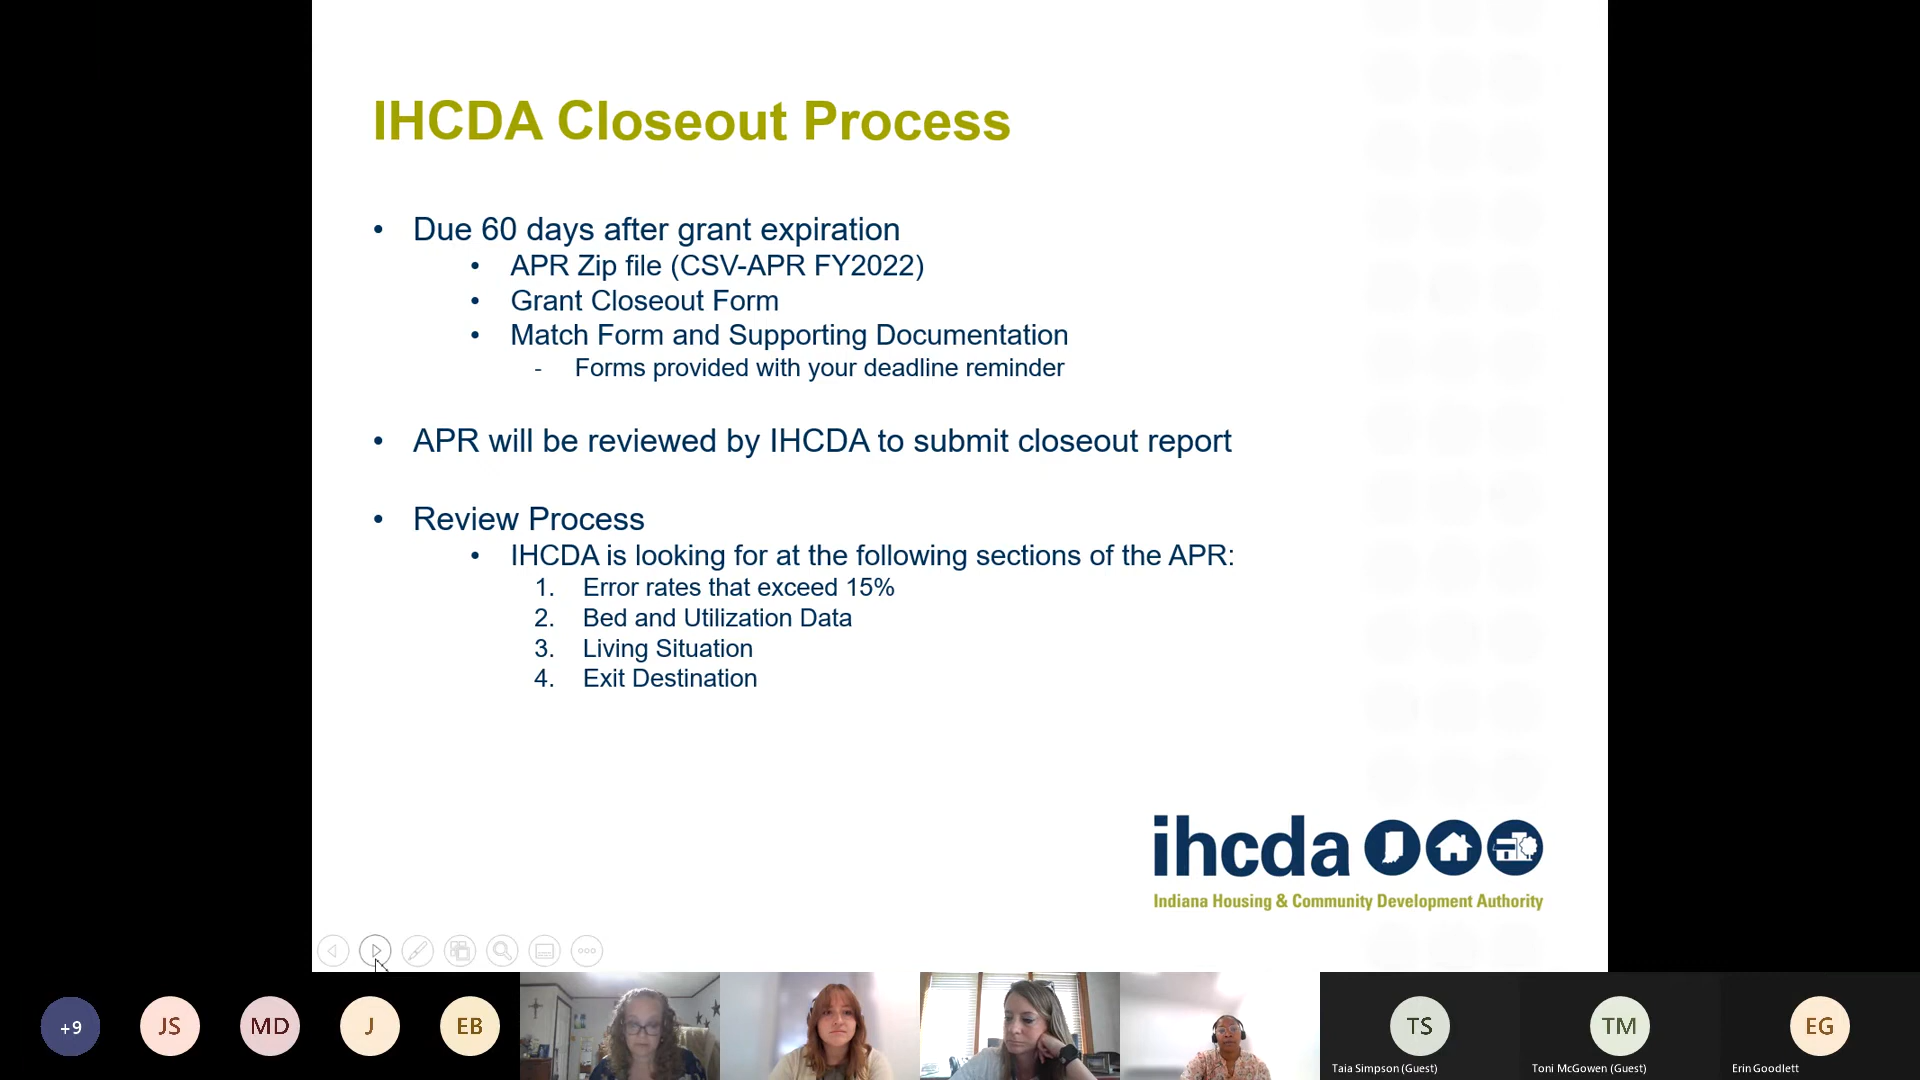 IHCDA Closeout Process
• Due 60 days after grant expiration
• APR Zip file (CSV-APR FY2022)
• Grant Closeout Form
• Match Form and Supporting Documentation
- Forms provided with your deadline reminder
• APR will be reviewed by IHCDA to submit closeout report
• Review Process
• IHCDA is looking for at the following sections of the APR:
1. Error rates that exceed 15%
2. Bed and Utilization Data
3. Living Situation
4. Exit Destination
ihcda
Indiana Housing & Community Development Authority
+9
JS
MD
J
EB
TS
TM
EG
Taia Simpson (Guest)
Toni McGowen (Guest)
Erin Goodlett